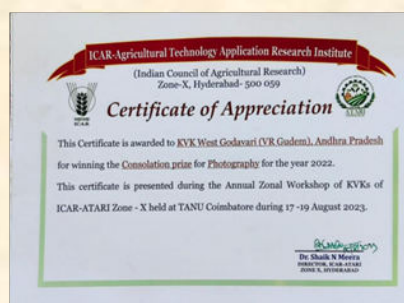 ICAR-Agricultural Technology Application Research Institute
(Indian Council of Agricultural Research)
Zone-X, Hyderabad- 500 059
Certificate of Appreciation
ICAR
ATARI
This Certificate is awarded to KVK West Godavari (VR Gudem), Andhra Pradesh
for winning the Consolation prize for Photography for the year 2022.
This certificate is presented during the Annual Zonal Workshop of KVKs of
ICAR-ATARI Zone - X held at TANU Coimbatore during 17 -19 August 2023.
Dr. Shaik N Meera
DIRECTOR, ICAR-ATARI
ZONE X, HYDERABAD